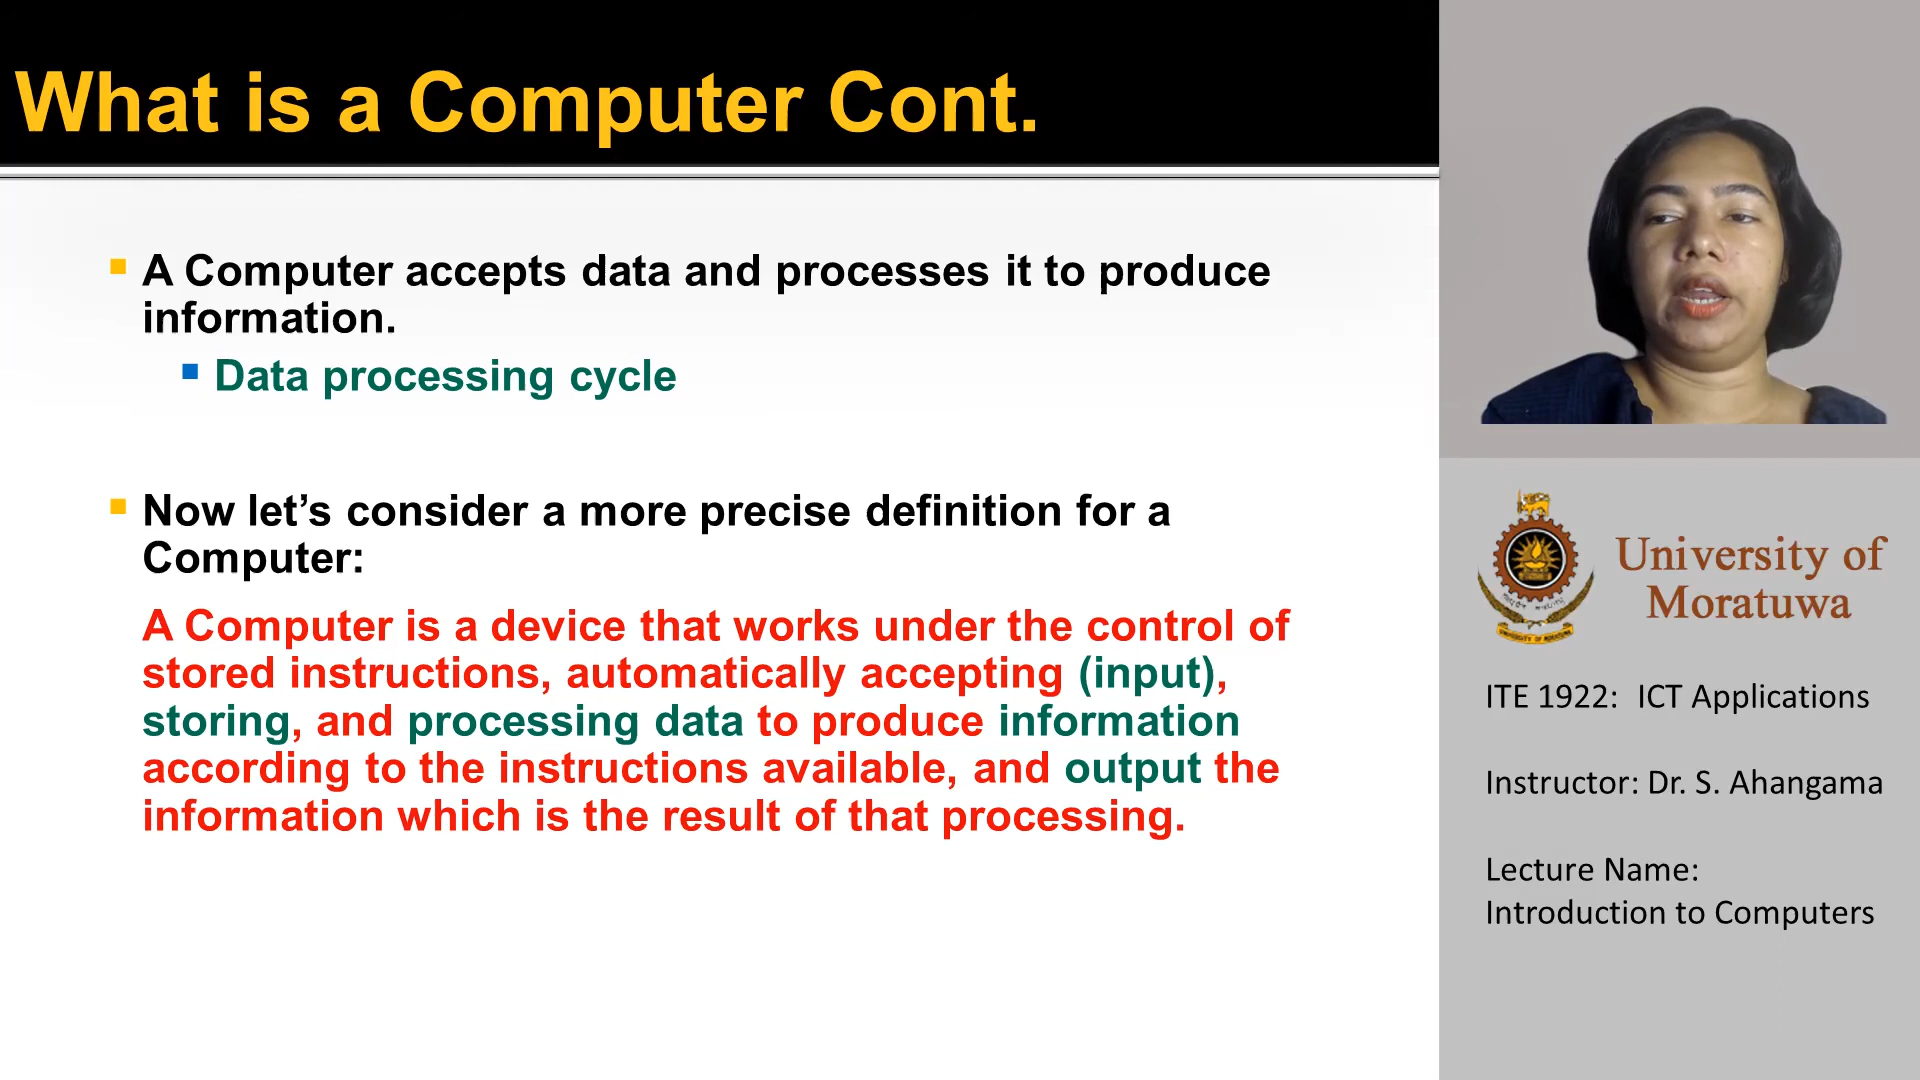 What is a Computer Cont.
A Computer accepts data and processes it to produce
information.
Data processing cycle
Now let’s consider a more precise definition for a
Computer:
A Computer is a device that works under the control of
stored instructions, automatically accepting (input),
storing, and processing data to produce information
according to the instructions available, and output the
information which is the result of that processing.
UNIVERSITY OF MORATUWA
University of
Moratuwa
ITE 1922: ICT Applications
Instructor: Dr. S. Ahangama
Lecture Name:
Introduction to Computers